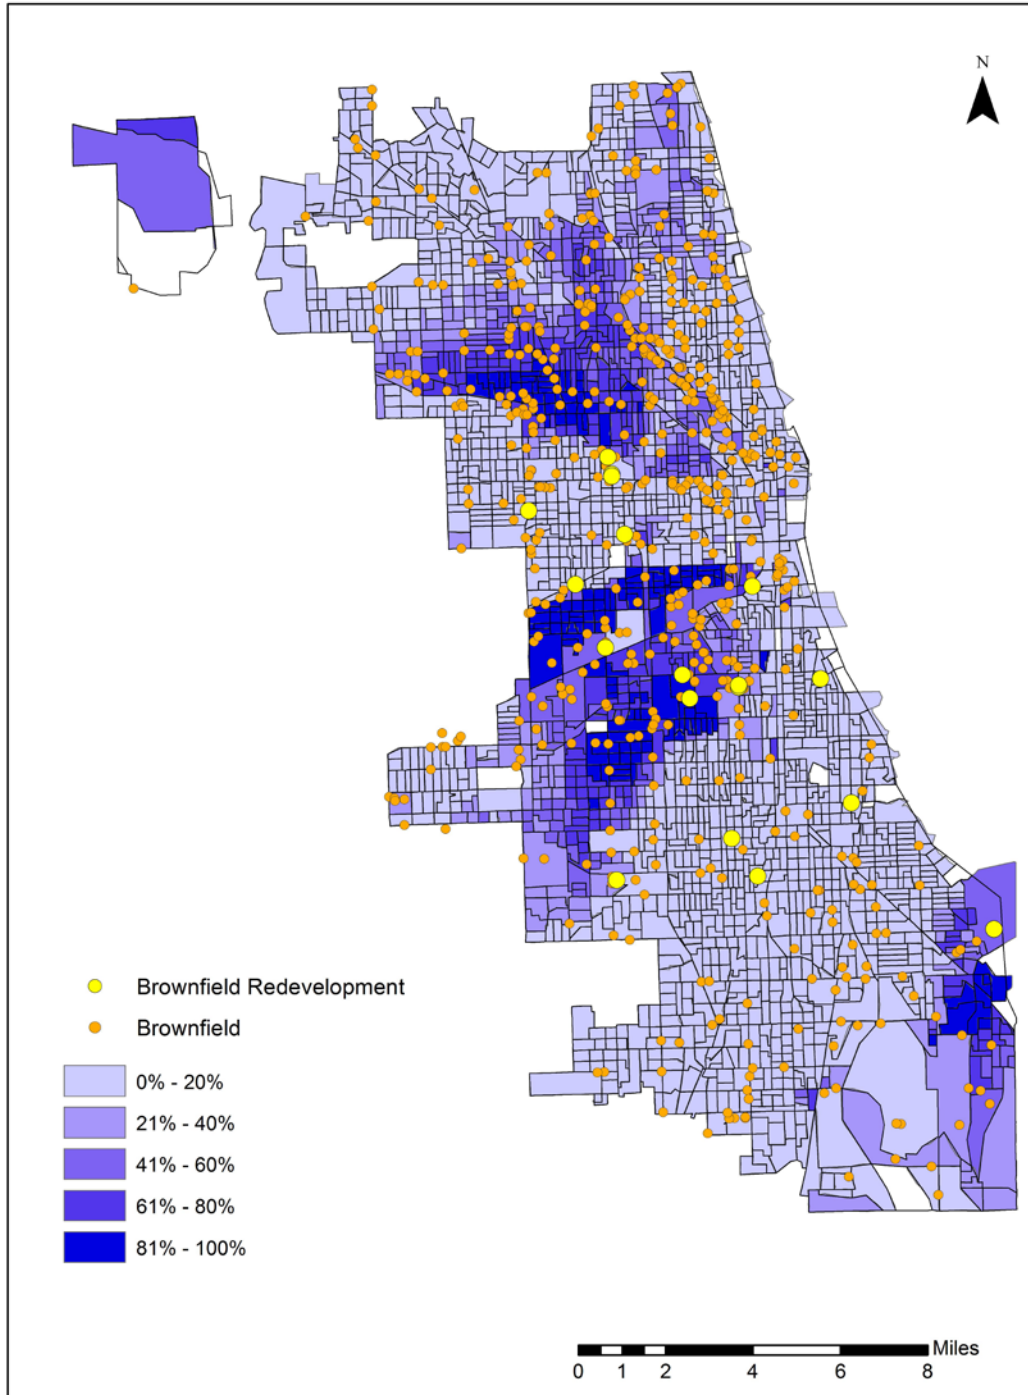 N
Brownfield Redevelopment
Brownfield
0% - 20%
21% - 40%
41% - 60%
61% - 80%
81% - 100%
Miles
0 1 2 4 6 8